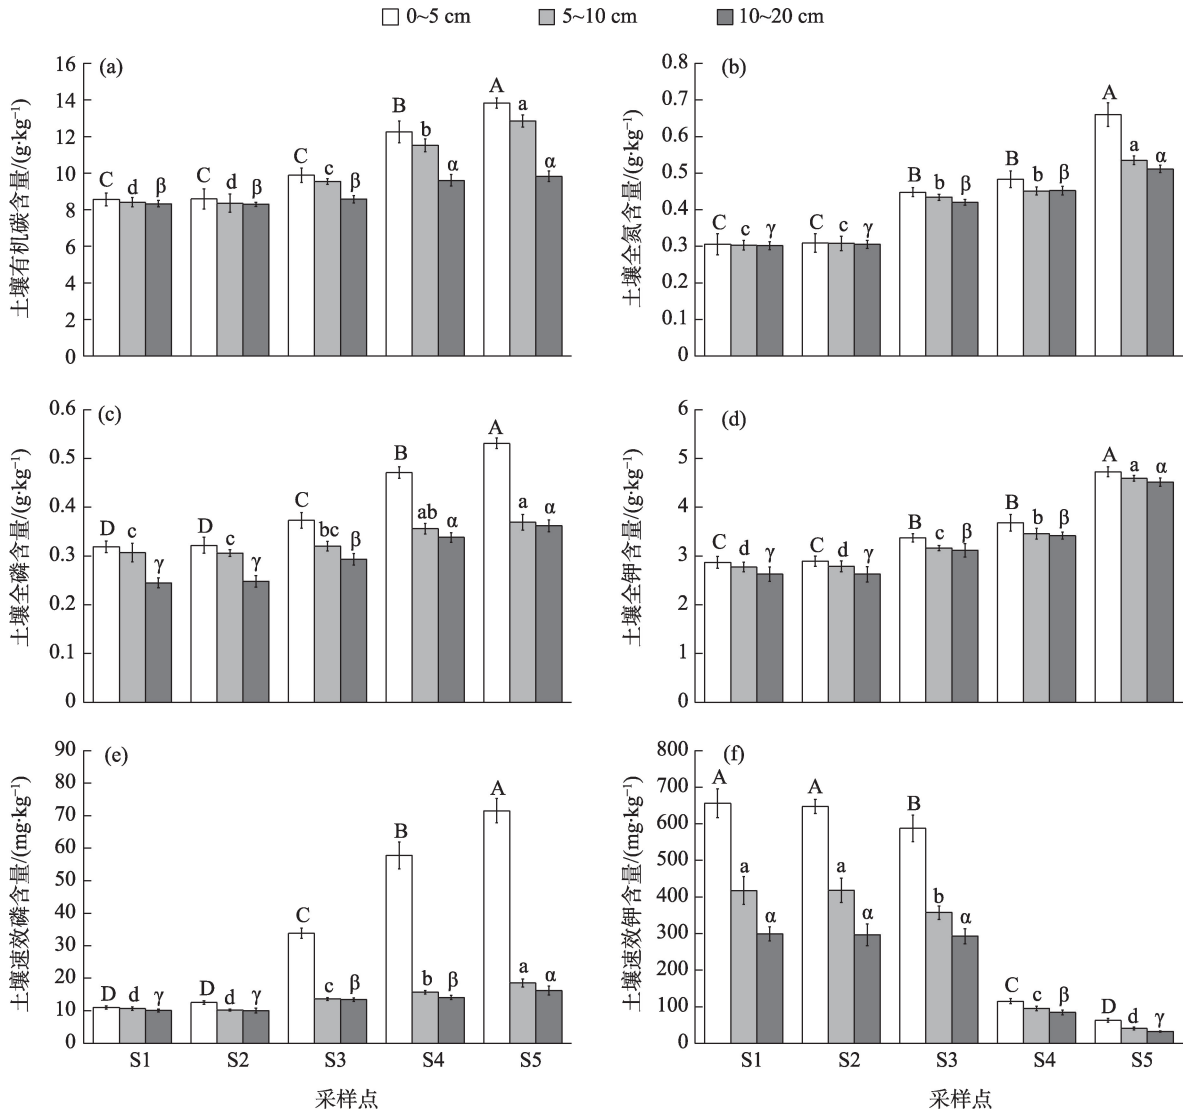 0~5 cm 5~10 cm 10~20 cm
(a)
土壤有机碳含量/(g·kg⁻¹)
16
14
12
10
8
6
4
2
0
C d β C d β C c β B b α A a α
(b)
土壤全氮含量/(g·kg⁻¹)
0.8
0.7
0.6
0.5
0.4
0.3
0.2
0.1
0
C c γ C c γ B b β B b β A a α
(c)
土壤全磷含量/(g·kg⁻¹)
0.6
0.5
0.4
0.3
0.2
0.1
0
D c γ D c γ C bc β B ab α A a α
(d)
土壤全钾含量/(g·kg⁻¹)
6
5
4
3
2
1
0
C d γ C d γ B c β B b β A a α
(e)
土壤速效磷含量/(mg·kg⁻¹)
90
80
70
60
50
40
30
20
10
0
D d γ D d γ C c β B b β A a α
S1 S2 S3 S4 S5
采样点
(f)
土壤速效钾含量/(mg·kg⁻¹)
800
700
600
500
400
300
200
100
0
A a α A a α B b α C c β D d γ
S1 S2 S3 S4 S5
采样点